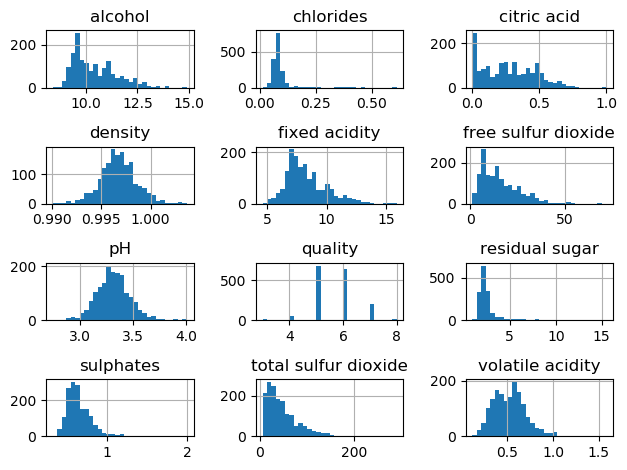 alcohol
chlorides
citric acid
200
0
10.0 12.5 15.0
500
0
0.00 0.25 0.50
200
0
0.0 0.5 1.0
density
fixed acidity
free sulfur dioxide
100
0
0.990 0.995 1.000
200
0
5 10 15
200
0
0 50
pH
quality
residual sugar
200
0
3.0 3.5 4.0
500
0
4 6 8
500
0
5 10 15
sulphates
total sulfur dioxide
volatile acidity
200
0
1 2
200
0
0 200
200
0
0.5 1.0 1.5